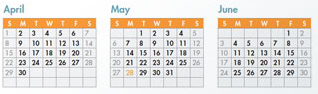 April
S M T W T F S
1 2 3 4 5 6 7
8 9 10 11 12 13 14
15 16 17 18 19 20 21
22 23 24 25 26 27 28
29 30
May
S M T W T F S
1 2 3 4 5
6 7 8 9 10 11 12
13 14 15 16 17 18 19
20 21 22 23 24 25 26
27 28 29 30 31
June
S M T W T F S
1 2
3 4 5 6 7 8 9
10 11 12 13 14 15 16
17 18 19 20 21 22 23
24 25 26 27 28 29 30